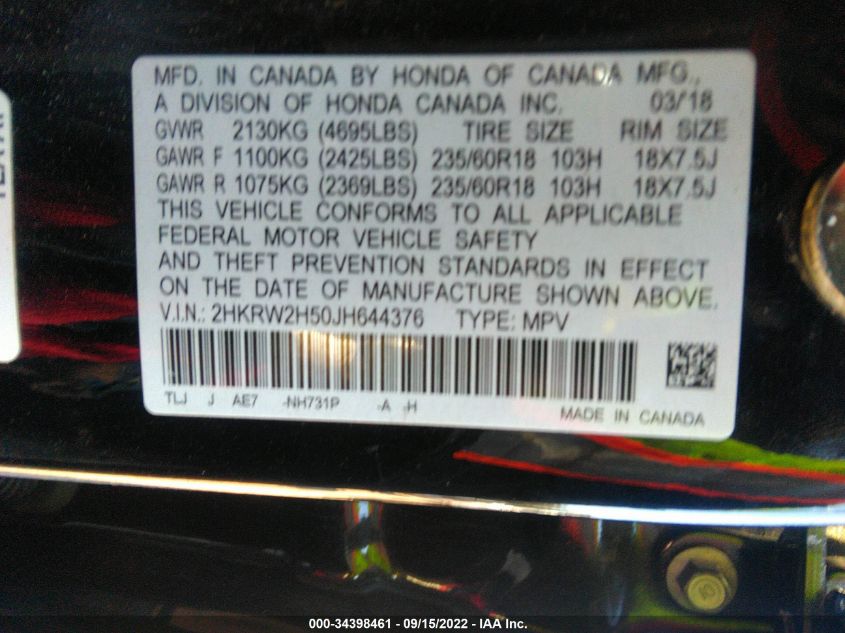 MFD. IN CANADA BY HONDA OF CANADA MFG.,
A DIVISION OF HONDA CANADA INC. 03/18
GVWR 2130KG (4695LBS) TIRE SIZE RIM SIZE
GAWR F 1100KG (2425LBS) 235/60R18 103H 18X7.5J
GAWR R 1075KG (2369LBS) 235/60R18 103H 18X7.5J
THIS VEHICLE CONFORMS TO ALL APPLICABLE
FEDERAL MOTOR VEHICLE SAFETY
AND THEFT PREVENTION STANDARDS IN EFFECT
ON THE DATE OF MANUFACTURE SHOWN ABOVE.
V.I.N.: 2HKRW2H50JH644376 TYPE: MPV
TLJ J AE7 -NH731P -A -H
MADE IN CANADA
000-34398461 - 09/15/2022 - IAA Inc.